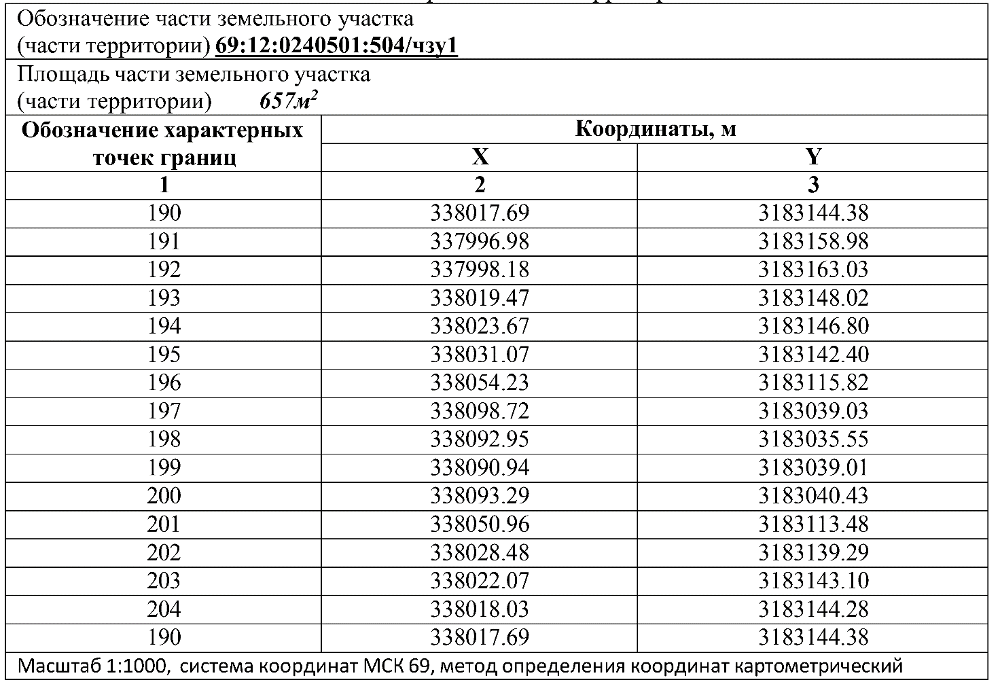 Обозначение части земельного участка
(части территории) 69:12:0240501:504/чзу1
Площадь части земельного участка
(части территории) 657м²
Обозначение характерных точек границ
Координаты, м
X Y
1 2 3
190 338017.69 3183144.38
191 337996.98 3183158.98
192 337998.18 3183163.03
193 338019.47 3183148.02
194 338023.67 3183146.80
195 338031.07 3183142.40
196 338054.23 3183115.82
197 338098.72 3183039.03
198 338092.95 3183035.55
199 338090.94 3183039.01
200 338093.29 3183040.43
201 338050.96 3183113.48
202 338028.48 3183139.29
203 338022.07 3183143.10
204 338018.03 3183144.28
190 338017.69 3183144.38
Масштаб 1:1000, система координат МСК 69, метод определения координат картометрический